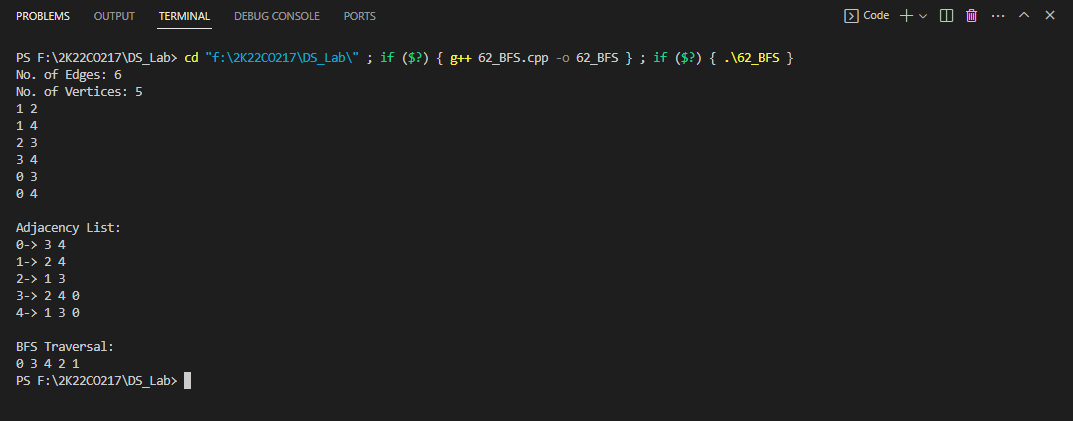 PROBLEMS OUTPUT TERMINAL DEBUG CONSOLE PORTS Code
PS F:\2K22CO217\DS_Lab> cd "f:\2K22CO217\DS_Lab\" ; if ($?) { g++ 62_BFS.cpp -o 62_BFS } ; if ($?) { .\62_BFS }
No. of Edges: 6
No. of Vertices: 5
1 2
1 4
2 3
3 4
0 3
0 4
Adjacency List:
0-> 3 4
1-> 2 4
2-> 1 3
3-> 2 4 0
4-> 1 3 0
BFS Traversal:
0 3 4 2 1
PS F:\2K22CO217\DS_Lab>